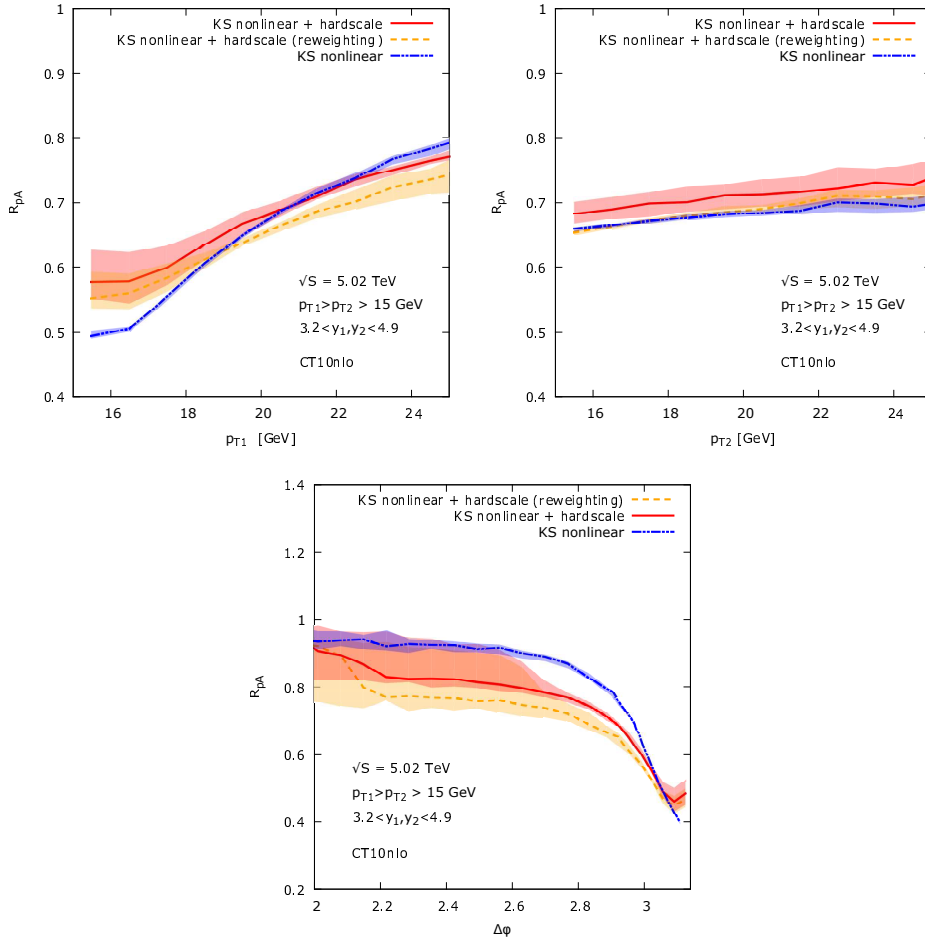 KS nonlinear + hardscale
KS nonlinear + hardscale (reweighting)
KS nonlinear
1
0.9
0.8
0.7
0.6
0.5
0.4
R_pA
√S = 5.02 TeV
p_T1>p_T2 > 15 GeV
3.2<y_1,y_2<4.9
CT10nlo
16 18 20 22 24
p_T1 [GeV]
KS nonlinear + hardscale
KS nonlinear + hardscale (reweighting)
KS nonlinear
1
0.9
0.8
0.7
0.6
0.5
0.4
R_pA
√S = 5.02 TeV
p_T1>p_T2 > 15 GeV
3.2<y_1,y_2<4.9
CT10nlo
16 18 20 22 24
p_T2 [GeV]
KS nonlinear + hardscale (reweighting)
KS nonlinear + hardscale
KS nonlinear
1.4
1.2
1
0.8
0.6
0.4
0.2
R_pA
√S = 5.02 TeV
p_T1>p_T2 > 15 GeV
3.2<y_1,y_2<4.9
CT10nlo
2 2.2 2.4 2.6 2.8 3
Δφ